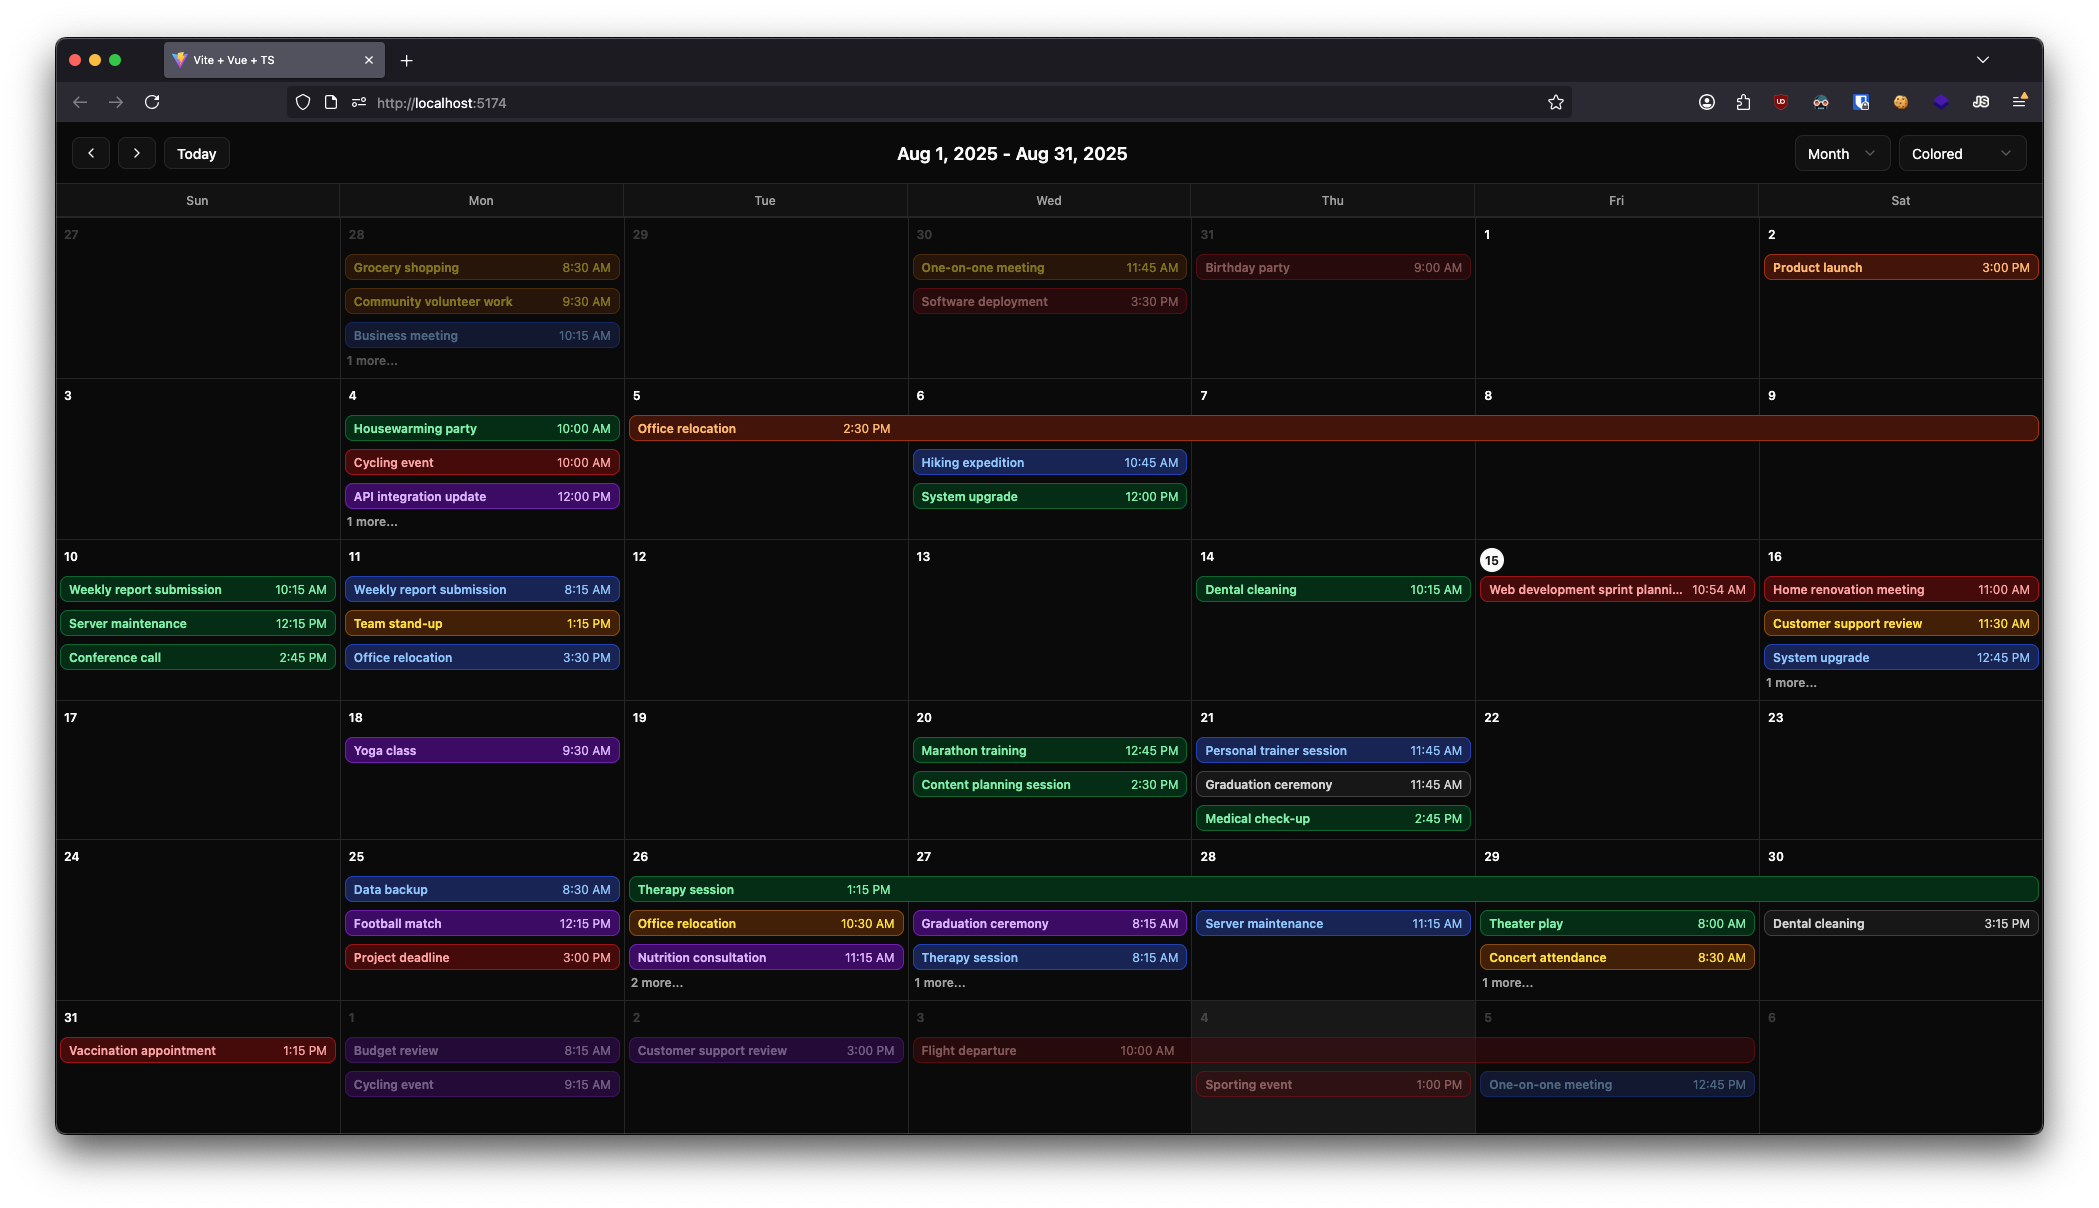 Vite + Vue + TS
http://localhost:5174
Today
Aug 1, 2025 - Aug 31, 2025
Month
Colored
Sun Mon Tue Wed Thu Fri Sat
27
28
Grocery shopping 8:30 AM
Community volunteer work 9:30 AM
Business meeting 10:15 AM
1 more...
29
30
One-on-one meeting 11:45 AM
Software deployment 3:30 PM
31
Birthday party 9:00 AM
1
2
Product launch 3:00 PM
3
4
Housewarming party 10:00 AM
Cycling event 10:00 AM
API integration update 12:00 PM
1 more...
5
Office relocation 2:30 PM
6
Hiking expedition 10:45 AM
System upgrade 12:00 PM
7
8
9
10
Weekly report submission 10:15 AM
Server maintenance 12:15 PM
Conference call 2:45 PM
11
Weekly report submission 8:15 AM
Team stand-up 1:15 PM
Office relocation 3:30 PM
12
13
14
Dental cleaning 10:15 AM
15
Web development sprint planni... 10:54 AM
16
Home renovation meeting 11:00 AM
Customer support review 11:30 AM
System upgrade 12:45 PM
1 more...
17
18
Yoga class 9:30 AM
19
20
Marathon training 12:45 PM
Content planning session 2:30 PM
21
Personal trainer session 11:45 AM
Graduation ceremony 11:45 AM
Medical check-up 2:45 PM
22
23
24
25
Data backup 8:30 AM
Football match 12:15 PM
Project deadline 3:00 PM
26
Therapy session 1:15 PM
Office relocation 10:30 AM
Nutrition consultation 11:15 AM
2 more...
27
Graduation ceremony 8:15 AM
Therapy session 8:15 AM
1 more...
28
Server maintenance 11:15 AM
29
Theater play 8:00 AM
Concert attendance 8:30 AM
1 more...
30
Dental cleaning 3:15 PM
31
Vaccination appointment 1:15 PM
1
Budget review 8:15 AM
Cycling event 9:15 AM
2
Customer support review 3:00 PM
3
Flight departure 10:00 AM
4
Sporting event 1:00 PM
5
One-on-one meeting 12:45 PM
6